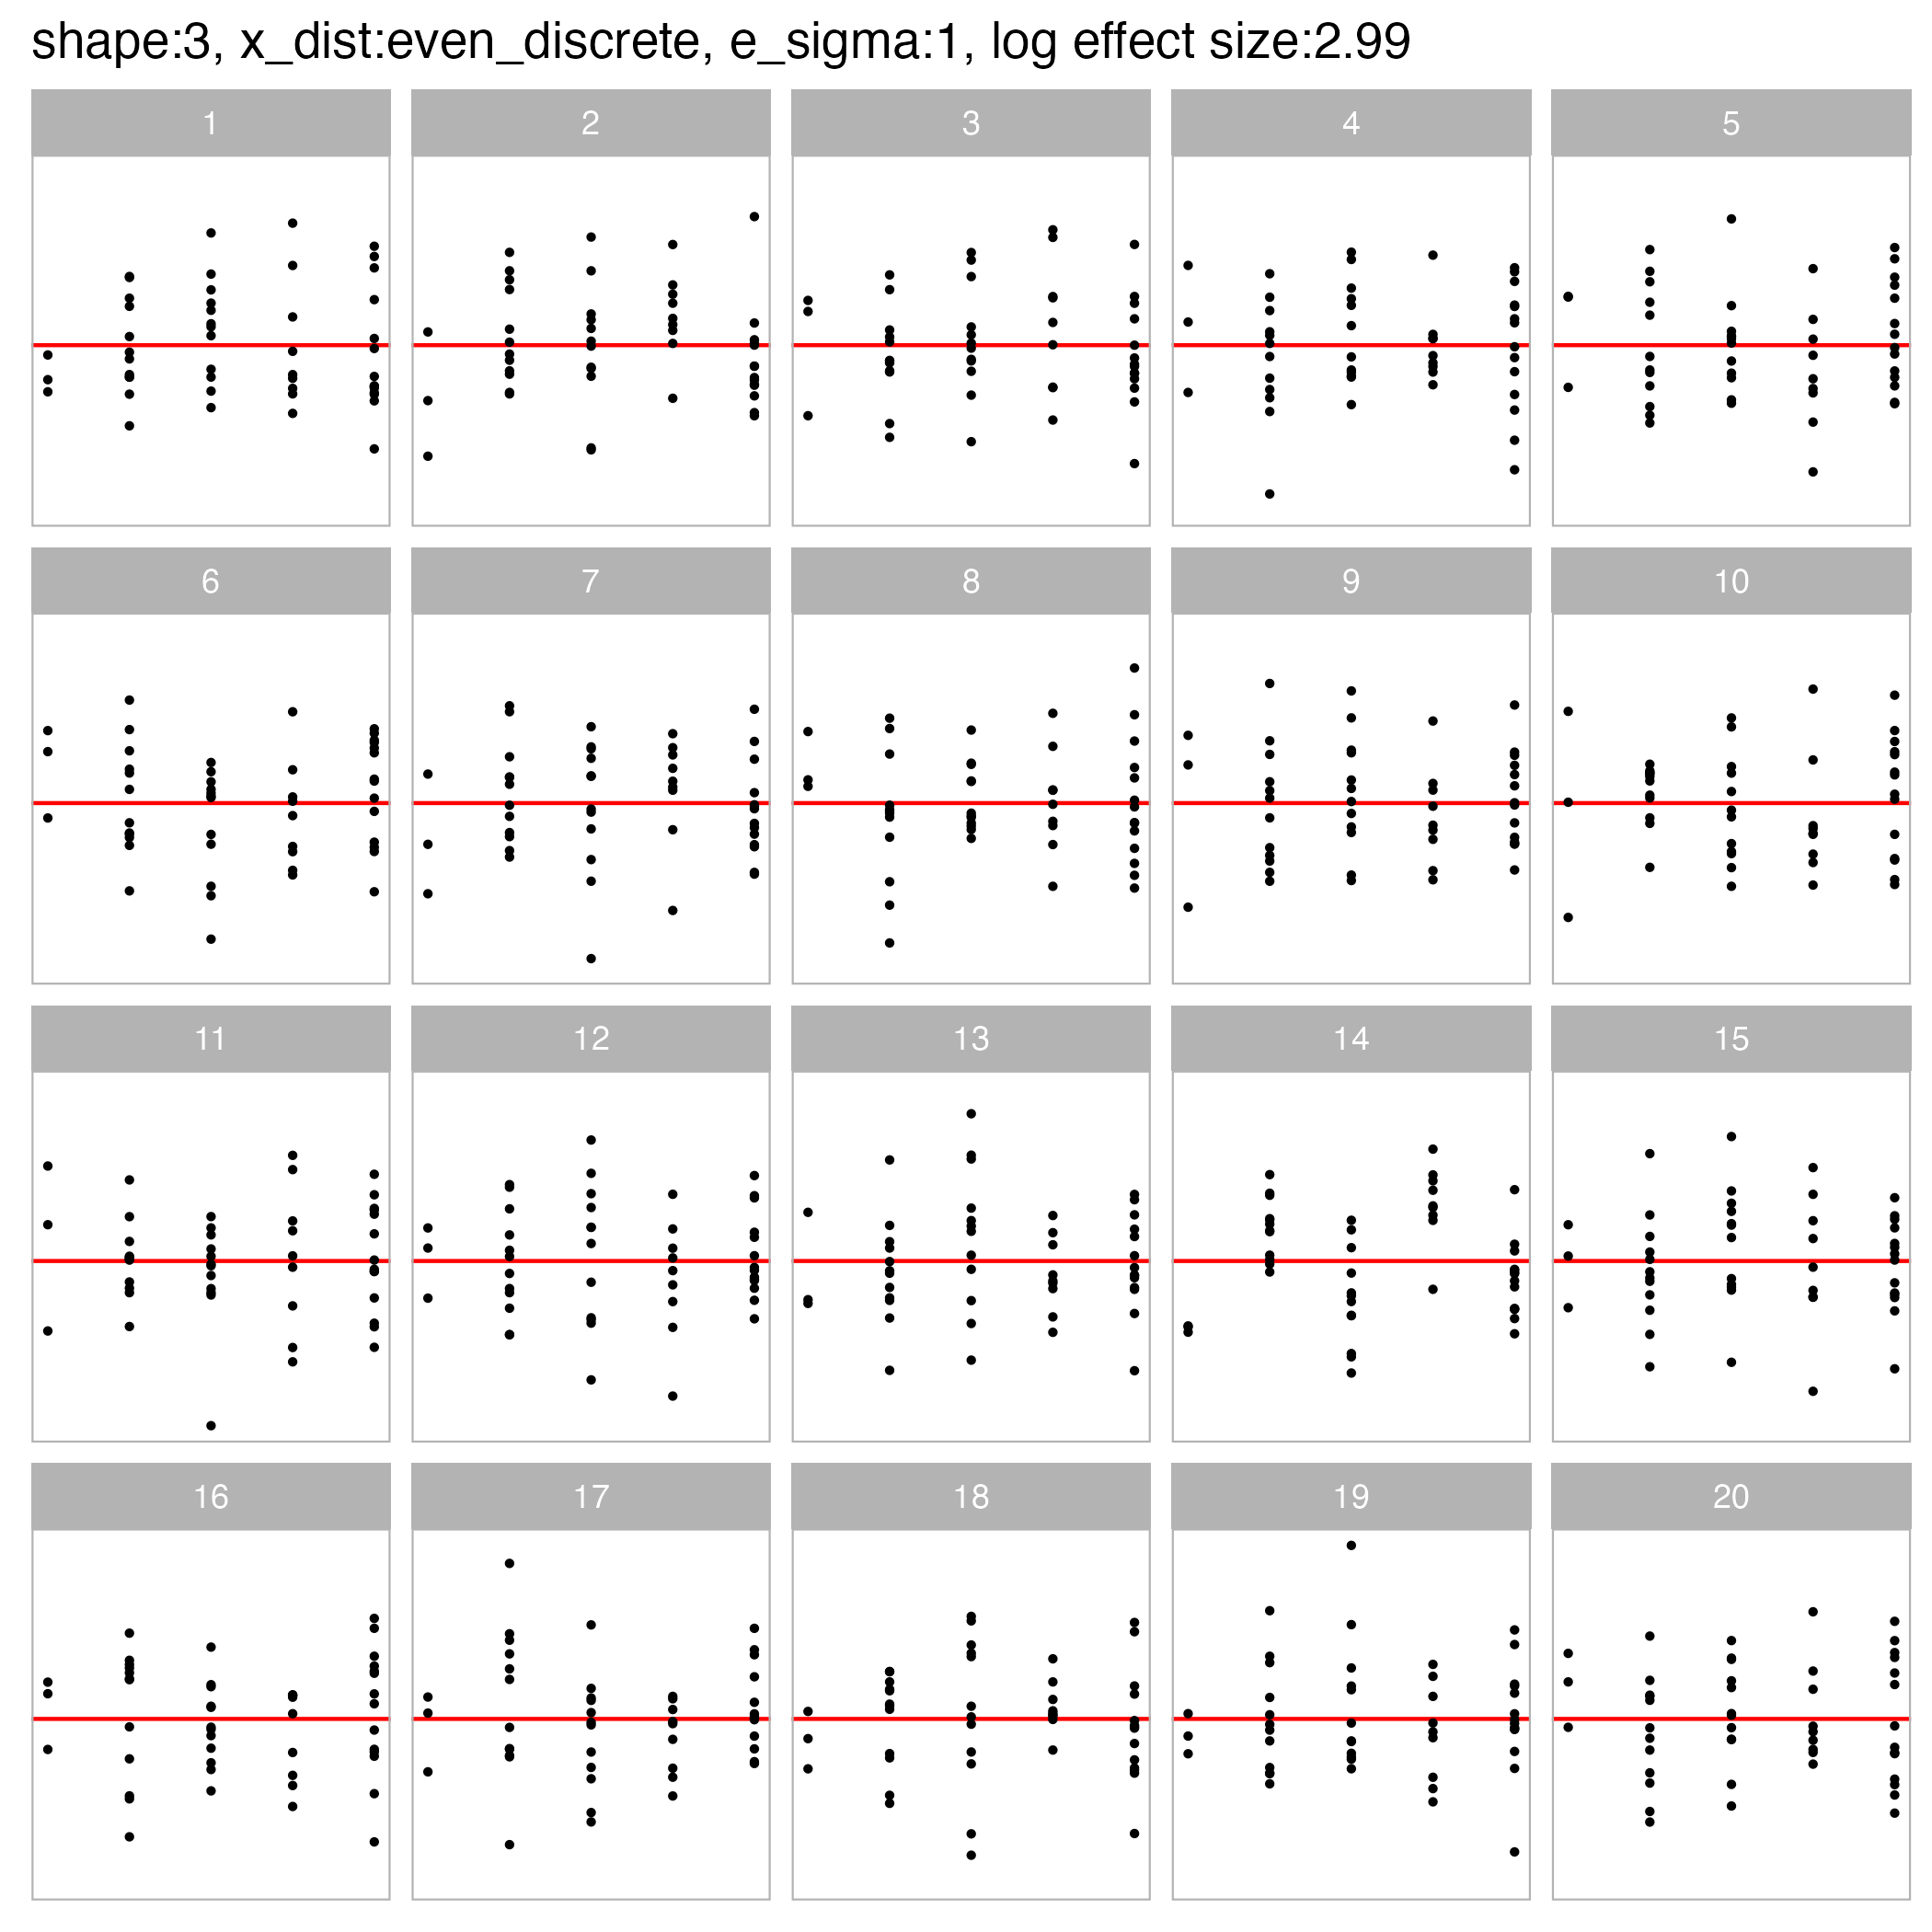 shape:3, x_dist:even_discrete, e_sigma:1, log effect size:2.99
1 2 3 4 5
6 7 8 9 10
11 12 13 14 15
16 17 18 19 20